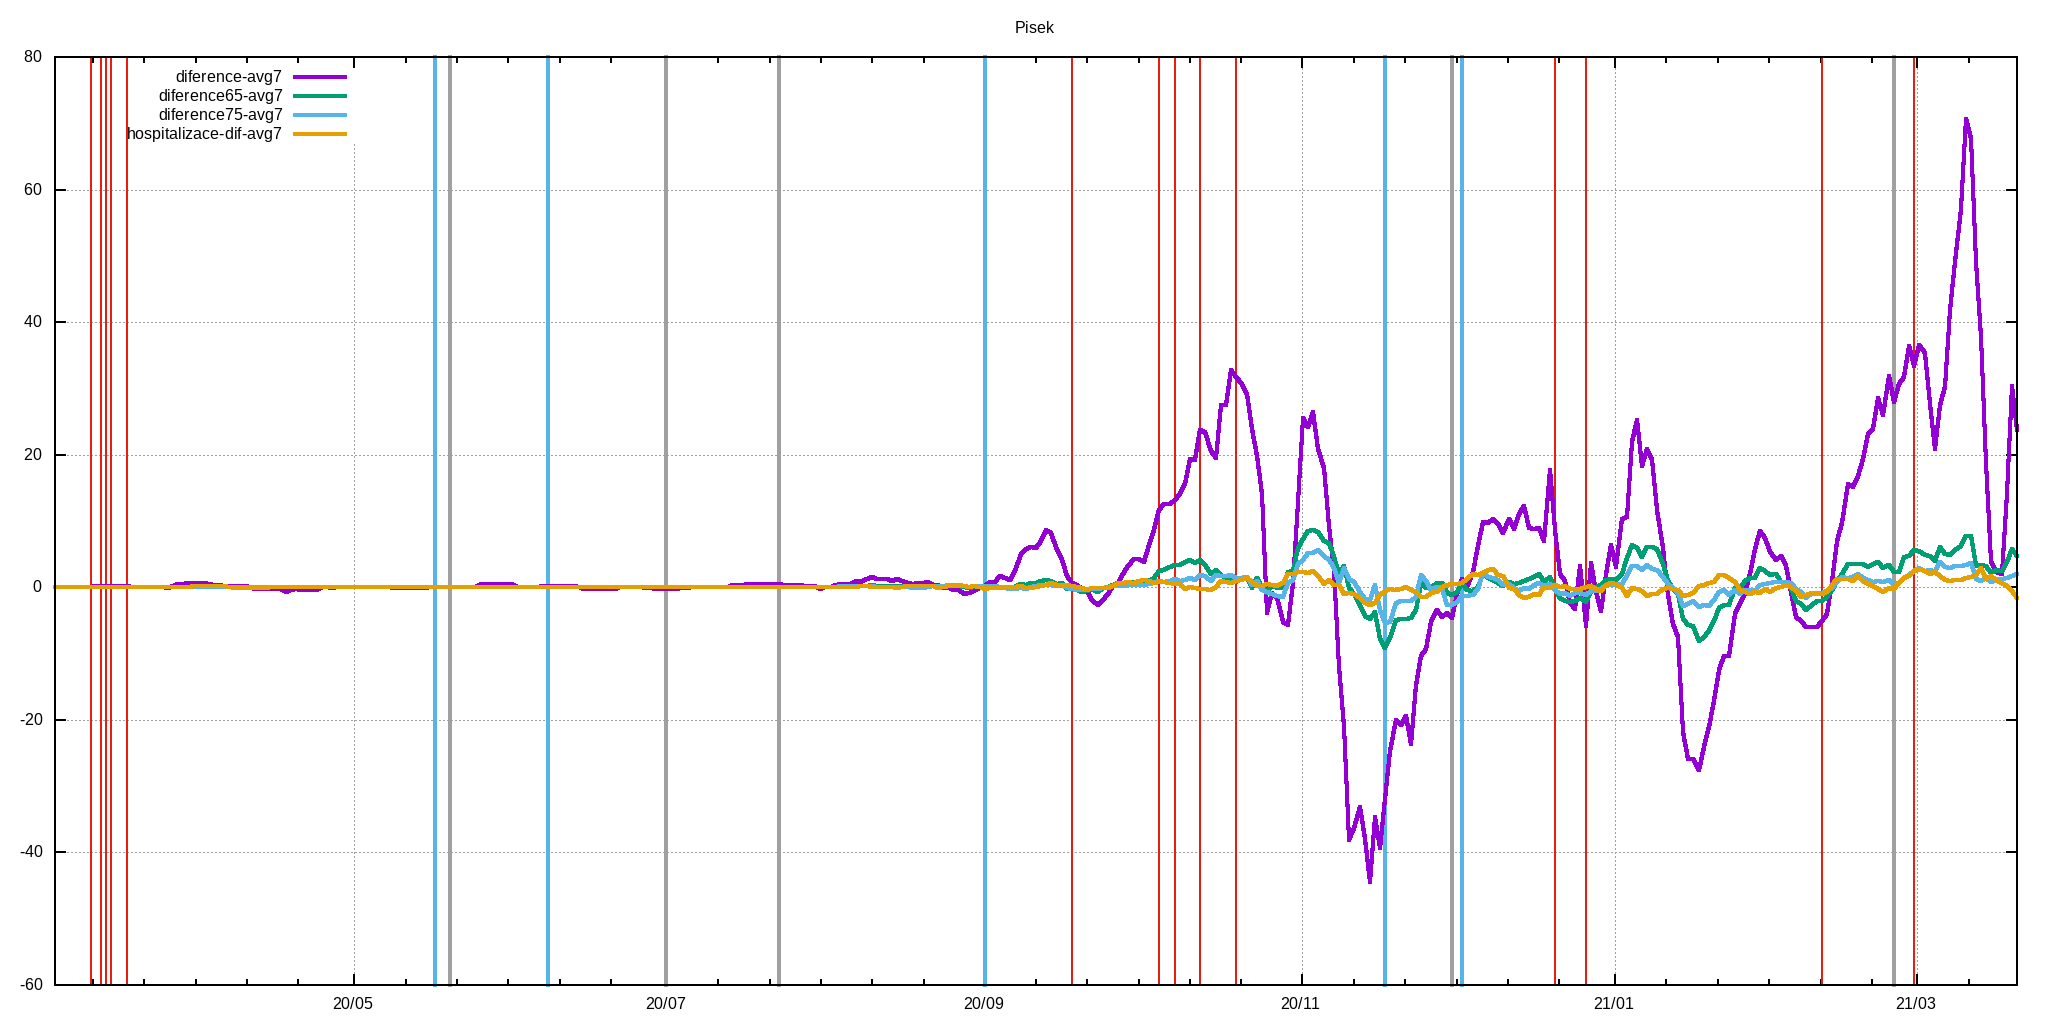 Pisek
80
60
40
20
0
-20
-40
-60
diference-avg7
diference65-avg7
diference75-avg7
hospitalizace-dif-avg7
20/05
20/07
20/09
20/11
21/01
21/03